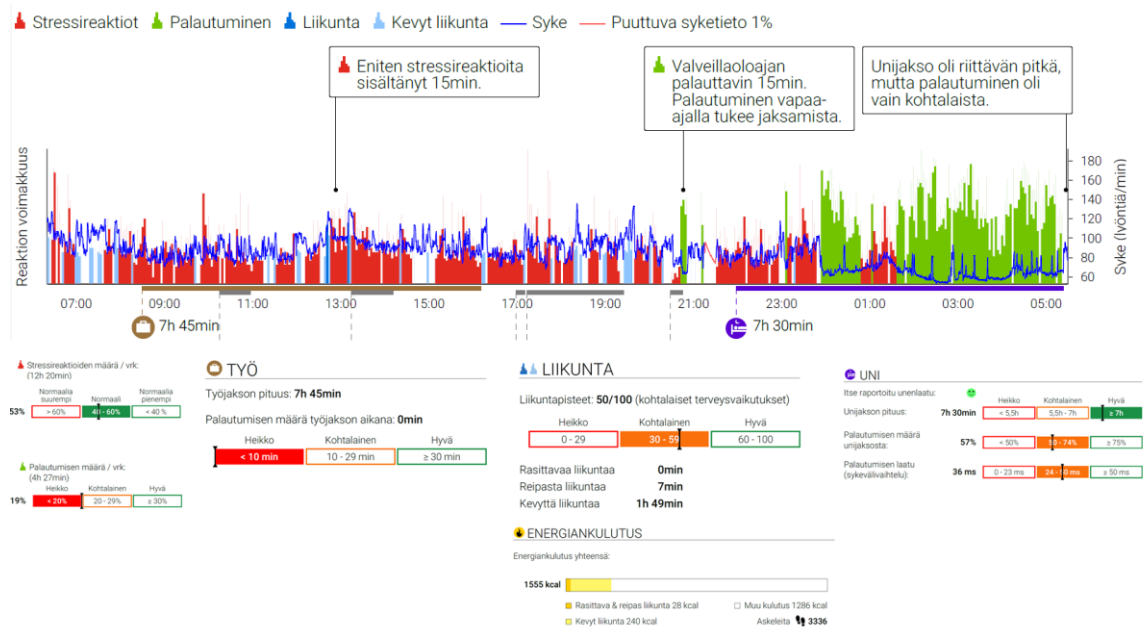 Stressireaktiot Palautuminen Liikunta Kevyt liikunta Syke Puuttuva syketieto 1%
Eniten stressireaktioita
sisältänyt 15min.
Valveillaoloajan
palauttavin 15min.
Palautuminen vapaa-
ajalla tukee jaksamista.
Unijakso oli riittävän pitkä,
mutta palautuminen oli
vain kohtalaista.
Reaktion voimakkuus
180
160
140
120
100
80
60
Syke (lyöntiä/min)
07:00 09:00 11:00 13:00 15:00 17:00 19:00 21:00 23:00 01:00 03:00 05:00
7h 45min
7h 30min
Stressireaktioiden määrä / vrk:
(12h 20min)
Normaalia suurempi Normaali Normaalia pienempi
53% > 60% 40 - 60% < 40 %
Palautumisen määrä / vrk:
(4h 27min)
Heikko Kohtalainen Hyvä
19% < 20% 20 - 29% ≥ 30%
TYÖ
Työjakson pituus: 7h 45min
Palautumisen määrä työjakson aikana: 0min
Heikko Kohtalainen Hyvä
< 10 min 10 - 29 min ≥ 30 min
LIIKUNTA
Liikuntapisteet: 50/100 (kohtalaiset terveysvaikutukset)
Heikko Kohtalainen Hyvä
0 - 29 30 - 59 60 - 100
Rasittavaa liikuntaa 0min
Reipasta liikuntaa 7min
Kevyttä liikuntaa 1h 49min
ENERGIANKULUTUS
Energiankulutus yhteensä:
1555 kcal
Rasittava & reipas liikunta 28 kcal Muu kulutus 1286 kcal
Kevyt liikunta 240 kcal Askeleita 3336
UNI
Itse raportoitu unenlaatu:
Heikko Kohtalainen Hyvä
Unijakson pituus: 7h 30min < 5,5h 5,5h - 7h ≥ 7h
Palautumisen määrä
unijaksosta: 57% < 50% 50 - 74% ≥ 75%
Palautumisen laatu
(sykevälivaihtelu): 36 ms 0 - 23 ms 24 - ms ≥ 50 ms